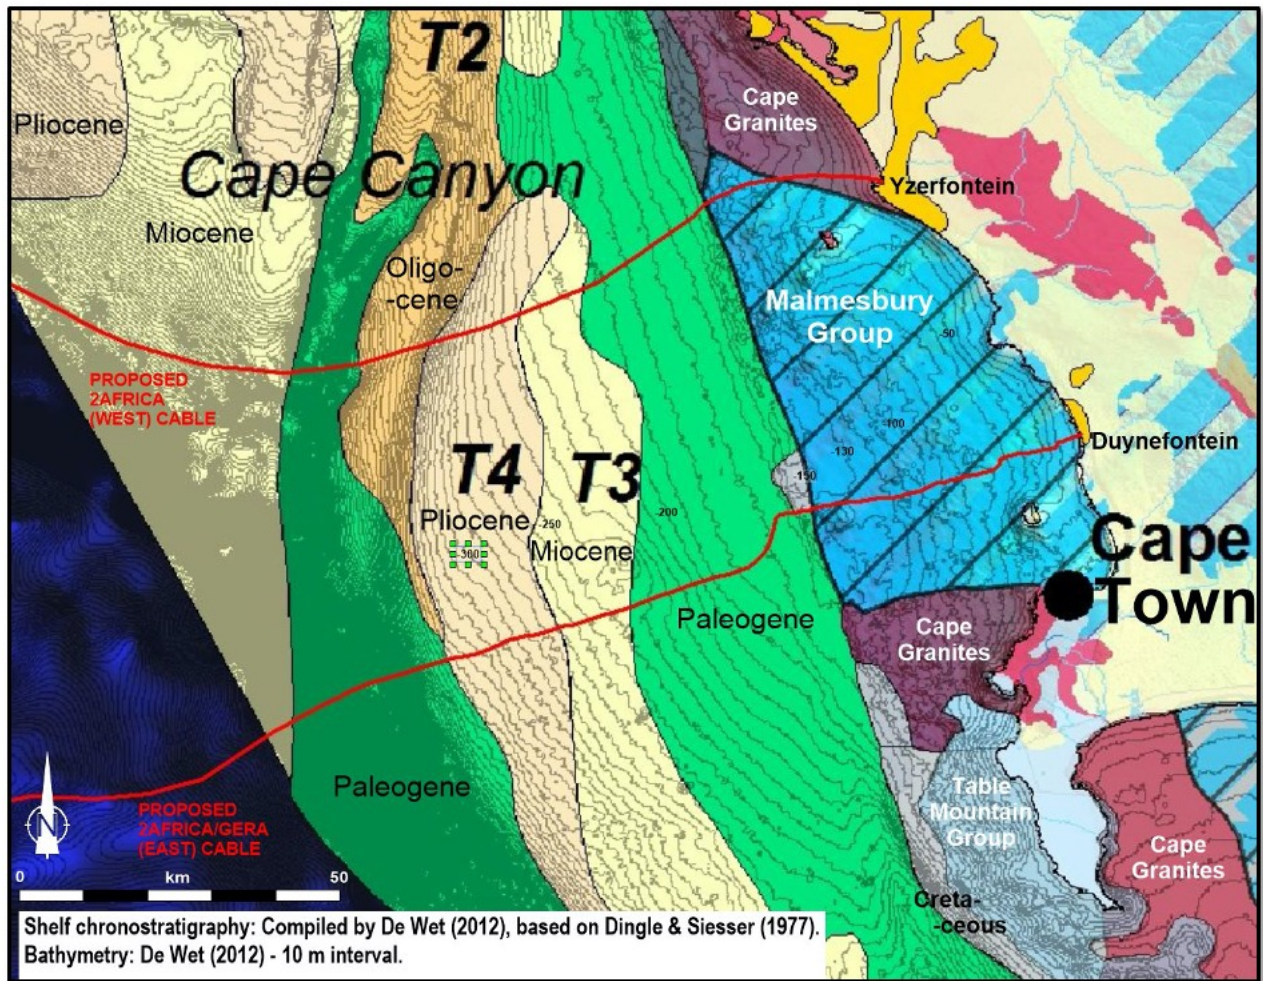 T2
Pliocene
Cape
Granites
Cape Canyon
Yzerfontein
Miocene
Oligo-
-cene
Malmesbury
Group
-50
PROPOSED
2AFRICA
(WEST) CABLE
-100
Duynefontein
-130
T4
T3
-150
Pliocene
-250
-200
Miocene
-300
Cape
Town
Paleogene
Cape
Granites
Paleogene
Table
Mountain
Group
PROPOSED
2AFRICA/GERA
(EAST) CABLE
N
Cape
Granites
0 km 50
Creta-
-ceous
Shelf chronostratigraphy: Compiled by De Wet (2012), based on Dingle & Siesser (1977).
Bathymetry: De Wet (2012) - 10 m interval.